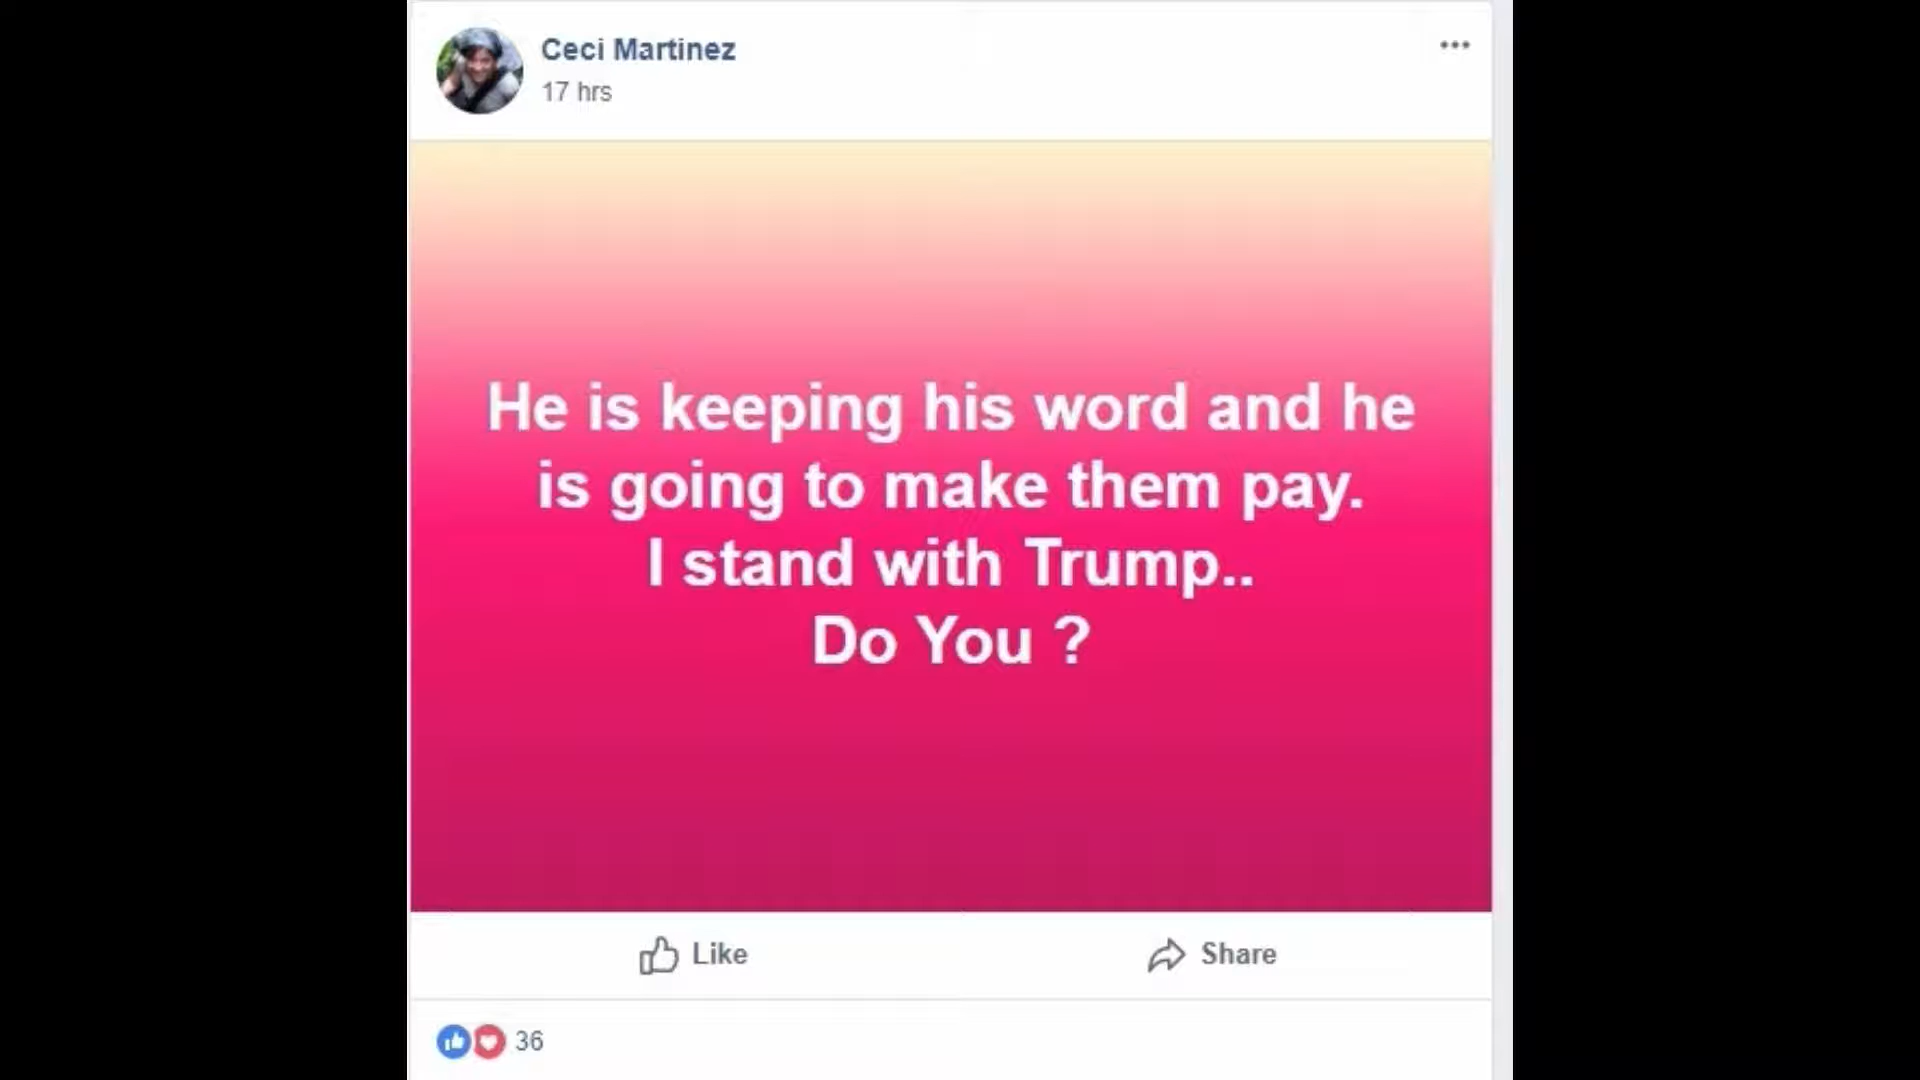 Ceci Martinez
17 hrs
He is keeping his word and he
is going to make them pay.
I stand with Trump..
Do You ?
Like
Share
36